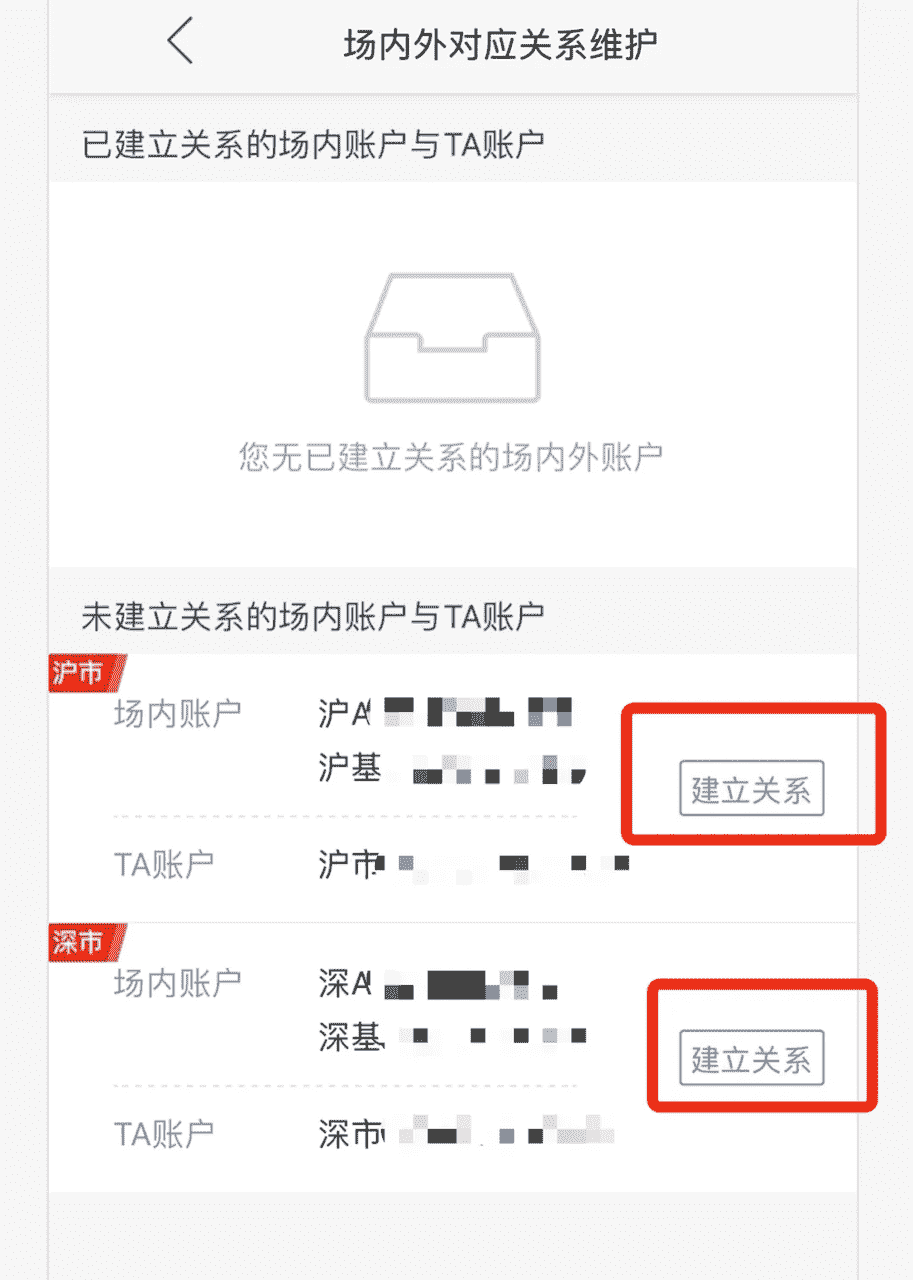 场内外对应关系维护
已建立关系的场内账户与TA账户
您无已建立关系的场内外账户
未建立关系的场内账户与TA账户
沪市
场内账户 沪A
沪基
建立关系
TA账户 沪市
深市
场内账户 深A
深基
建立关系
TA账户 深市